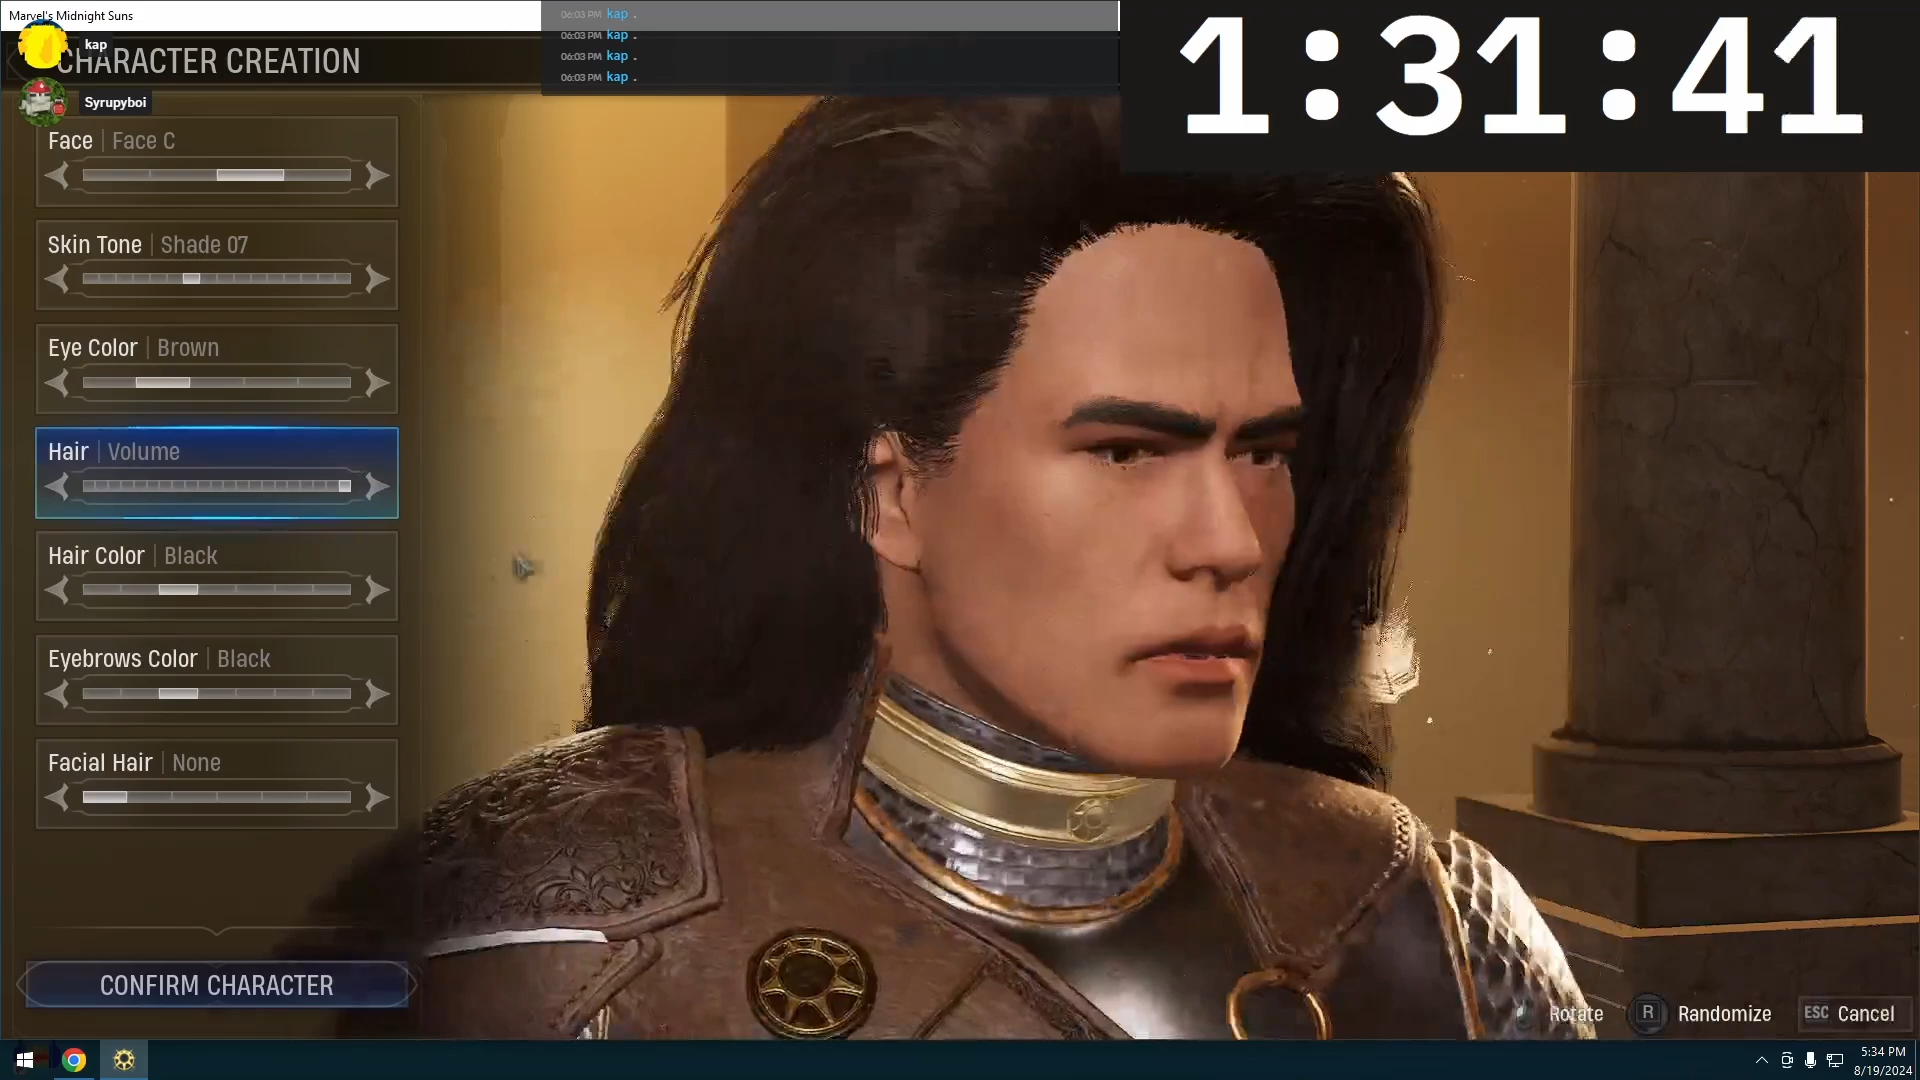 Marvel's Midnight Suns
06:03 PM kap .
06:03 PM kap .
06:03 PM kap .
06:03 PM kap .
1:31:41
kap
CHARACTER CREATION
Syrupyboi
Face | Face C
Skin Tone | Shade 07
Eye Color | Brown
Hair | Volume
Hair Color | Black
Eyebrows Color | Black
Facial Hair | None
CONFIRM CHARACTER
Rotate
R Randomize
ESC Cancel
5:34 PM
8/19/2024